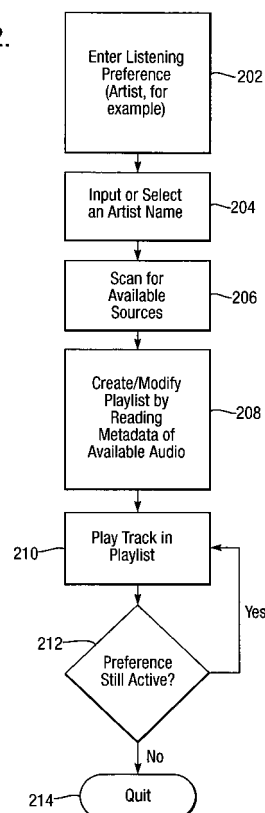 2.
Enter Listening
Preference
(Artist, for
example)
202
Input or Select
an Artist Name
204
Scan for
Available
Sources
206
Create/Modify
Playlist by
Reading
Metadata of
Available Audio
208
210
Play Track in
Playlist
Yes
212
Preference
Still Active?
No
214
Quit